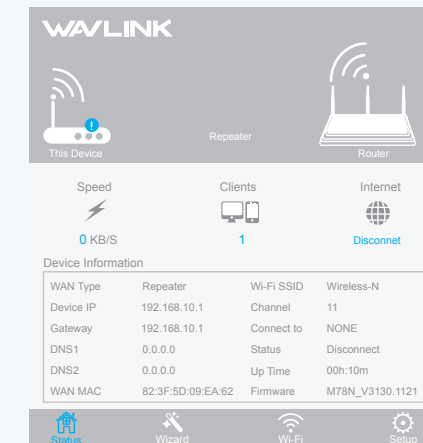 WAVLINK
Repeater
This Device
Router
Speed Clients Internet
0 KB/S 1 Disconnet
Device Information
WAN Type Repeater Wi-Fi SSID Wireless-N
Device IP 192.168.10.1 Channel 11
Gateway 192.168.10.1 Connect to NONE
DNS1 0.0.0.0 Status Disconnect
DNS2 0.0.0.0 Up Time 00h:10m
WAN MAC 82:3F:5D:09:EA:62 Firmware M78N_V3130.1121
Status Wizard Wi-Fi Setup